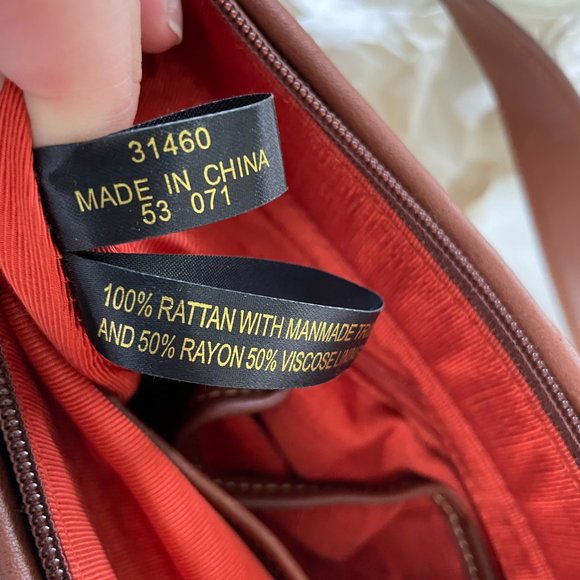 31460
MADE IN CHINA
53 071
100% RATTAN WITH MANMADE
AND 50% RAYON 50% VISCOSE